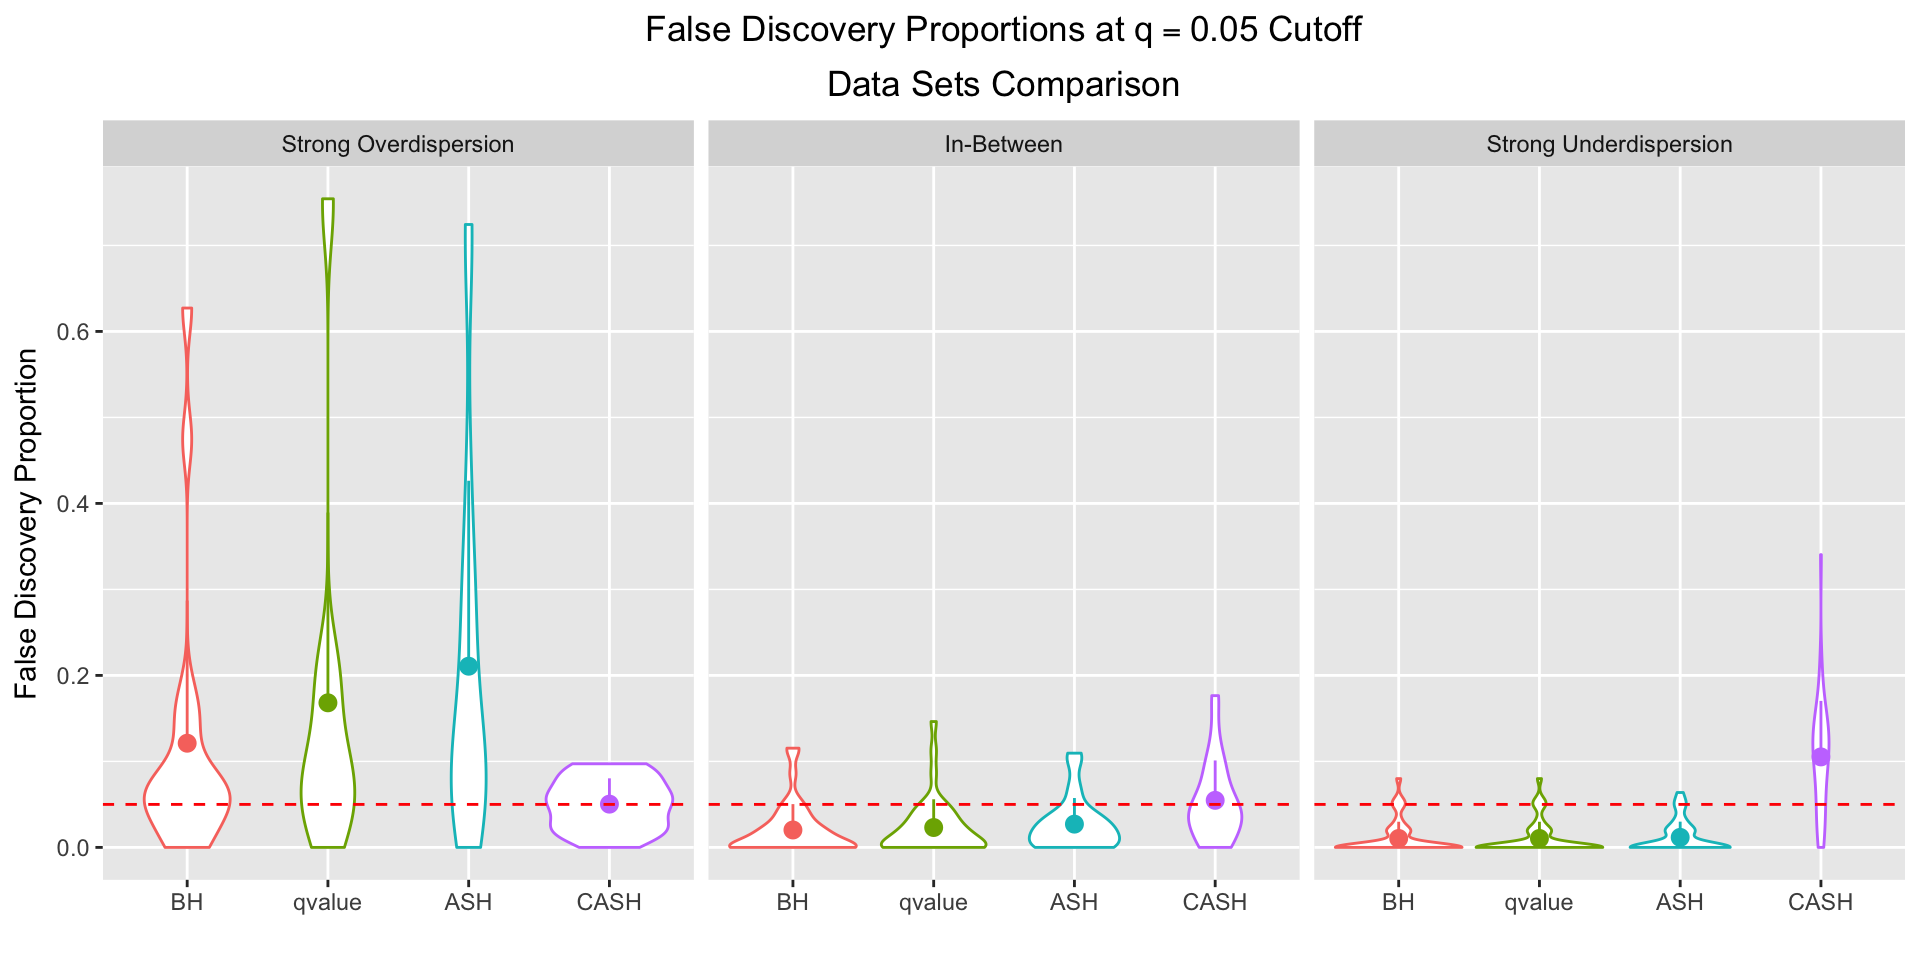 False Discovery Proportions at q = 0.05 Cutoff
Data Sets Comparison
Strong Overdispersion
In-Between
Strong Underdispersion
False Discovery Proportion
0.6
0.4
0.2
0.0
BH qvalue ASH CASH
BH qvalue ASH CASH
BH qvalue ASH CASH